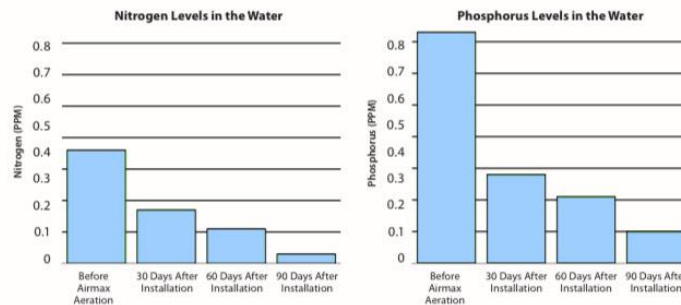 Nitrogen Levels in the Water
Nitrogen (PPM)
0.8
0.7
0.6
0.5
0.4
0.3
0.2
0.1
0
Before
Airmax
Aeration
30 Days After
Installation
60 Days After
Installation
90 Days After
Installation
Phosphorus Levels in the Water
Phosphorus (PPM)
0.8
0.7
0.6
0.5
0.4
0.3
0.2
0.1
0
Before
Airmax
Aeration
30 Days After
Installation
60 Days After
Installation
90 Days After
Installation